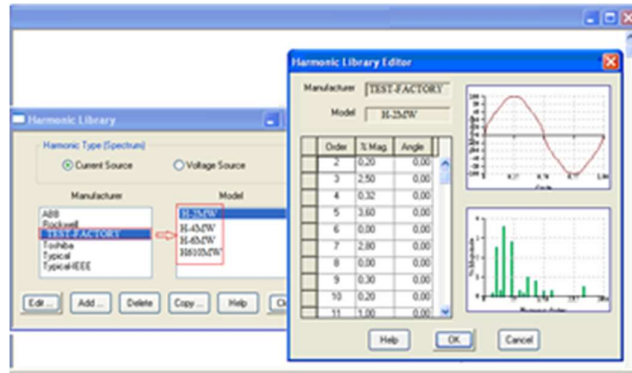 Harmonic Library
Harmonic Type (Spectrum)
Current Source
Voltage Source
Manufacturer
Model
ABB
Rockwell
TEST-FACTORY
Toshiba
Typical
Typical-IEEE
H-2MW
H-4MW
H-6MW
H610MW
Edit ...
Add ...
Delete
Copy ...
Help
Harmonic Library Editor
Manufacturer TEST-FACTORY
Model H-2MW
Order % Mag. Angle
2 0.20 0.00
3 2.50 0.00
4 0.32 0.00
5 3.60 0.00
6 0.00 0.00
7 2.80 0.00
8 0.00 0.00
9 0.30 0.00
10 0.20 0.00
11 1.00 0.00
Help
OK
Cancel